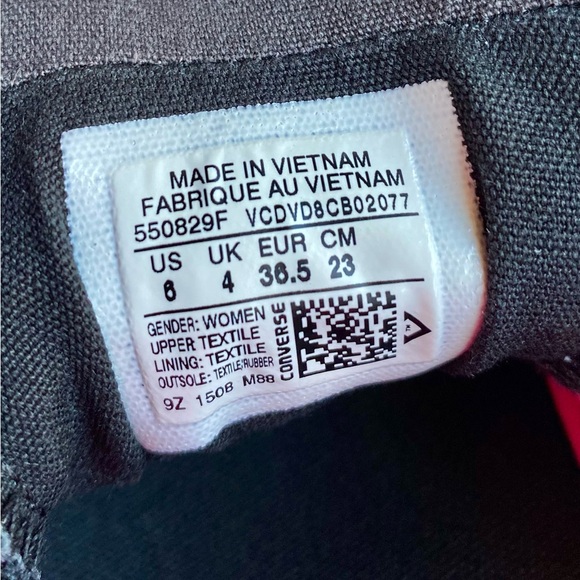 MADE IN VIETNAM
FABRIQUE AU VIETNAM
550829F VCDVD8CB02077
US UK EUR CM
6 4 36.5 23
GENDER: WOMEN
UPPER: TEXTILE
LINING: TEXTILE
OUTSOLE: TEXTILE/RUBBER
9Z 150B M88
CONVERSE